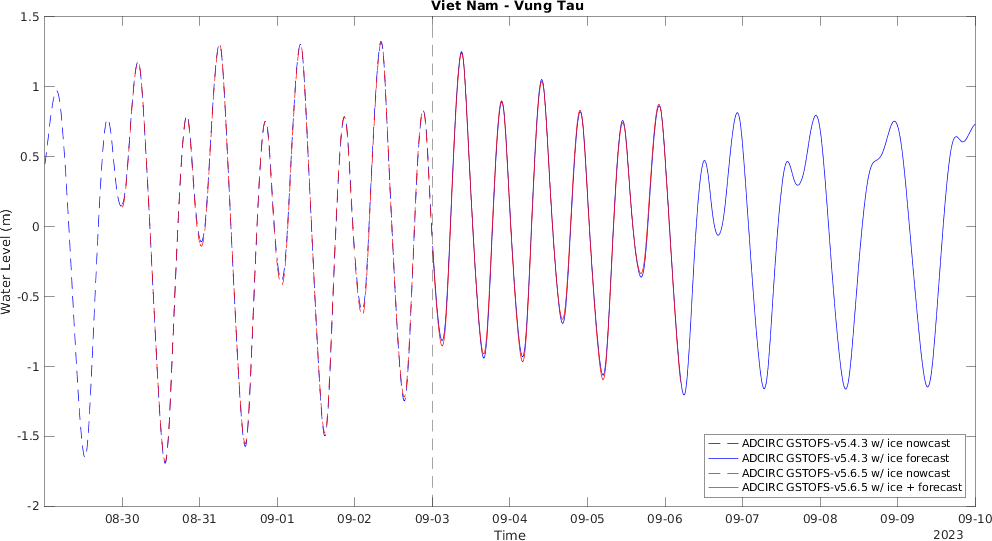 Viet Nam - Vung Tau
1.5
1
0.5
0
-0.5
-1
-1.5
-2
Water Level (m)
08-30 08-31 09-01 09-02 09-03 09-04 09-05 09-06 09-07 09-08 09-09 09-10
Time
2023
ADCIRC GSTOFS-v5.4.3 w/ ice nowcast
ADCIRC GSTOFS-v5.4.3 w/ ice forecast
ADCIRC GSTOFS-v5.6.5 w/ ice nowcast
ADCIRC GSTOFS-v5.6.5 w/ ice + forecast